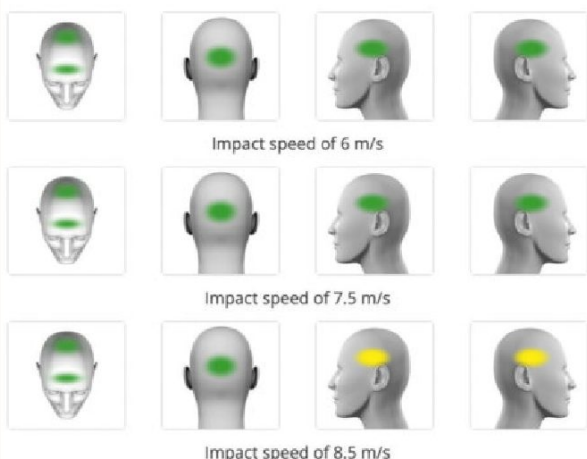 Impact speed of 6 m/s
Impact speed of 7.5 m/s
Impact speed of 8.5 m/s